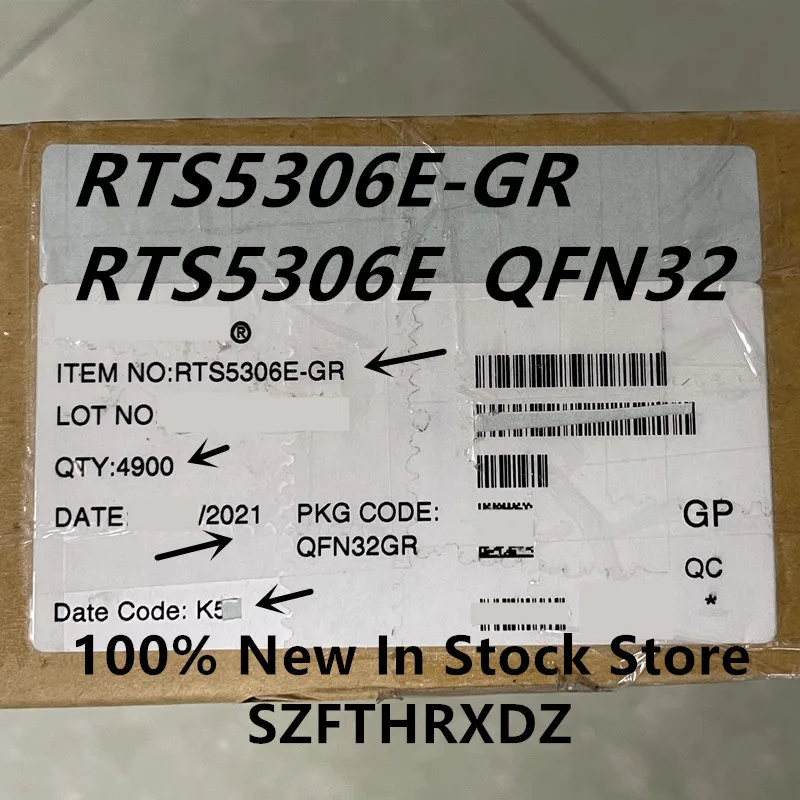 RTS5306E-GR
RTS5306E QFN32
®
ITEM NO:RTS5306E-GR
LOT NO
QTY:4900
DATE /2021
PKG CODE:
QFN32GR
GP
QC
*
Date Code: K5
100% New In Stock Store
SZFTHRXDZ